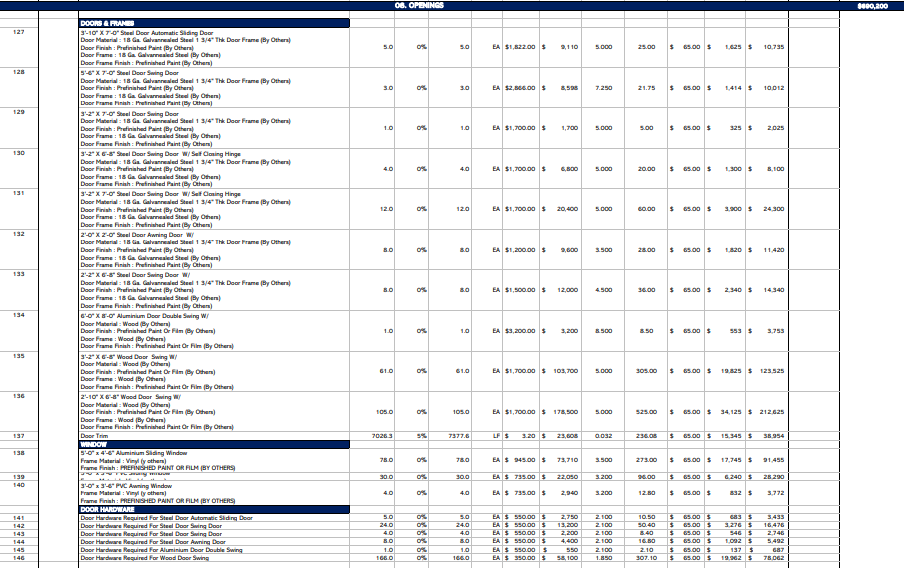 08. OPENINGS $690,200
DOORS & FRAMES
127
3'-10" X 7'-0" Steel Door Automatic Sliding Door
Door Material : 18 Ga. Galvannealed Steel 1 3/4" Thk Door Frame (By Others)
Door Finish : Prefinished Paint (By Others)
Door Frame : 18 Ga. Galvannealed Steel (By Others)
Door Frame Finish : Prefinished Paint (By Others)
5.0 0% 5.0 EA $1,822.00 $ 9,110 5.000 25.00 $ 65.00 $ 1,625 $ 10,735
128
5'-6" X 7'-0" Steel Door Swing Door
Door Material : 18 Ga. Galvannealed Steel 1 3/4" Thk Door Frame (By Others)
Door Finish : Prefinished Paint (By Others)
Door Frame : 18 Ga. Galvannealed Steel (By Others)
Door Frame Finish : Prefinished Paint (By Others)
3.0 0% 3.0 EA $2,866.00 $ 8,598 7.250 21.75 $ 65.00 $ 1,414 $ 10,012
129
3'-2" X 7'-0" Steel Door Swing Door
Door Material : 18 Ga. Galvannealed Steel 1 3/4" Thk Door Frame (By Others)
Door Finish : Prefinished Paint (By Others)
Door Frame : 18 Ga. Galvannealed Steel (By Others)
Door Frame Finish : Prefinished Paint (By Others)
1.0 0% 1.0 EA $1,700.00 $ 1,700 5.000 5.00 $ 65.00 $ 325 $ 2,025
130
3'-2" X 6'-8" Steel Door Swing Door W/ Self Closing Hinge
Door Material : 18 Ga. Galvannealed Steel 1 3/4" Thk Door Frame (By Others)
Door Finish : Prefinished Paint (By Others)
Door Frame : 18 Ga. Galvannealed Steel (By Others)
Door Frame Finish : Prefinished Paint (By Others)
4.0 0% 4.0 EA $1,700.00 $ 6,800 5.000 20.00 $ 65.00 $ 1,300 $ 8,100
131
3'-2" X 7'-0" Steel Door Swing Door W/ Self Closing Hinge
Door Material : 18 Ga. Galvannealed Steel 1 3/4" Thk Door Frame (By Others)
Door Finish : Prefinished Paint (By Others)
Door Frame : 18 Ga. Galvannealed Steel (By Others)
Door Frame Finish : Prefinished Paint (By Others)
12.0 0% 12.0 EA $1,700.00 $ 20,400 5.000 60.00 $ 65.00 $ 3,900 $ 24,300
132
2'-0" X 2'-0" Steel Door Awning Door W/
Door Material : 18 Ga. Galvannealed Steel 1 3/4" Thk Door Frame (By Others)
Door Finish : Prefinished Paint (By Others)
Door Frame : 18 Ga. Galvannealed Steel (By Others)
Door Frame Finish : Prefinished Paint (By Others)
8.0 0% 8.0 EA $1,200.00 $ 9,600 3.500 28.00 $ 65.00 $ 1,820 $ 11,420
133
2'-2" X 6'-8" Steel Door Swing Door W/
Door Material : 18 Ga. Galvannealed Steel 1 3/4" Thk Door Frame (By Others)
Door Finish : Prefinished Paint (By Others)
Door Frame : 18 Ga. Galvannealed Steel (By Others)
Door Frame Finish : Prefinished Paint (By Others)
8.0 0% 8.0 EA $1,500.00 $ 12,000 4.500 36.00 $ 65.00 $ 2,340 $ 14,340
134
6'-0" X 8'-0" Aluminium Door Double Swing W/
Door Material : Wood (By Others)
Door Finish : Prefinished Paint Or Film (By Others)
Door Frame : Wood (By Others)
Door Frame Finish : Prefinished Paint Or Film (By Others)
1.0 0% 1.0 EA $3,200.00 $ 3,200 8.500 8.50 $ 65.00 $ 553 $ 3,753
135
3'-2" X 6'-8" Wood Door Swing W/
Door Material : Wood (By Others)
Door Finish : Prefinished Paint Or Film (By Others)
Door Frame : Wood (By Others)
Door Frame Finish : Prefinished Paint Or Film (By Others)
61.0 0% 61.0 EA $1,700.00 $ 103,700 5.000 305.00 $ 65.00 $ 19,825 $ 123,525
136
2'-10" X 6'-8" Wood Door Swing W/
Door Material : Wood (By Others)
Door Finish : Prefinished Paint Or Film (By Others)
Door Frame : Wood (By Others)
Door Frame Finish : Prefinished Paint Or Film (By Others)
105.0 0% 105.0 EA $1,700.00 $ 178,500 5.000 525.00 $ 65.00 $ 34,125 $ 212,625
137 Door Trim 7026.3 5% 7377.6 LF $ 3.20 $ 23,608 0.032 236.08 $ 65.00 $ 15,345 $ 38,954
WINDOW
138
5'-0" x 4'-6" Aluminium Sliding Window
Frame Material : Vinyl (y others)
Frame Finish : PREFINISHED PAINT OR FILM (BY OTHERS)
78.0 0% 78.0 EA $ 945.00 $ 73,710 3.500 273.00 $ 65.00 $ 17,745 $ 91,455
139 30.0 0% 30.0 EA $ 735.00 $ 22,050 3.200 96.00 $ 65.00 $ 6,240 $ 28,290
140
3'-0" x 3'-6" PVC Awning Window
Frame Material : Vinyl (y others)
Frame Finish : PREFINISHED PAINT OR FILM (BY OTHERS)
4.0 0% 4.0 EA $ 735.00 $ 2,940 3.200 12.80 $ 65.00 $ 832 $ 3,772
DOOR HARDWARE
141 Door Hardware Required For Steel Door Automatic Sliding Door 5.0 0% 5.0 EA $ 550.00 $ 2,750 2.100 10.50 $ 65.00 $ 683 $ 3,433
142 Door Hardware Required For Steel Door Swing Door 24.0 0% 24.0 EA $ 550.00 $ 13,200 2.100 50.40 $ 65.00 $ 3,276 $ 16,476
143 Door Hardware Required For Steel Door Swing Door 4.0 0% 4.0 EA $ 550.00 $ 2,200 2.100 8.40 $ 65.00 $ 546 $ 2,746
144 Door Hardware Required For Steel Door Awning Door 8.0 0% 8.0 EA $ 550.00 $ 4,400 2.100 16.80 $ 65.00 $ 1,092 $ 5,492
145 Door Hardware Required For Aluminium Door Double Swing 1.0 0% 1.0 EA $ 550.00 $ 550 2.100 2.10 $ 65.00 $ 137 $ 687
146 Door Hardware Required For Wood Door Swing 166.0 0% 166.0 EA $ 350.00 $ 58,100 1.850 307.10 $ 65.00 $ 19,962 $ 78,062